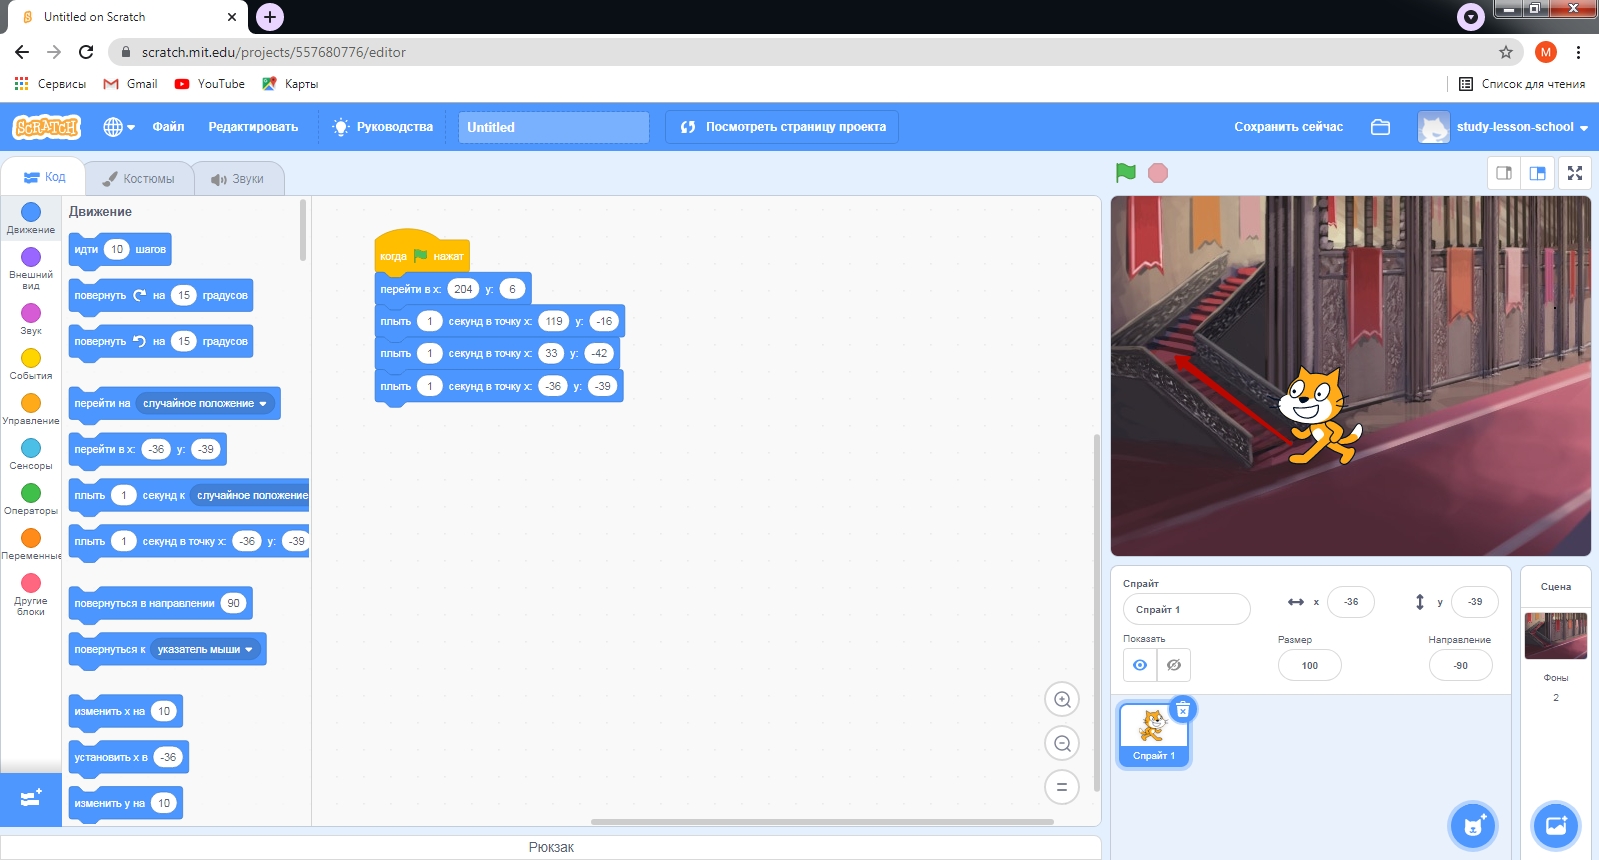 Untitled on Scratch
scratch.mit.edu/projects/557680776/editor
M
Сервисы Gmail YouTube Карты Список для чтения
SCRATCH Файл Редактировать Руководства Untitled Посмотреть страницу проекта Сохранить сейчас study-lesson-school
Код Костюмы Звуки
Движение
Внешний вид
Звук
События
Управление
Сенсоры
Операторы
Переменные
Другие блоки
Движение
идти 10 шагов
повернуть на 15 градусов
повернуть на 15 градусов
перейти на случайное положение
перейти в x: -36 y: -39
плыть 1 секунд к случайное положение
плыть 1 секунд в точку x: -36 y: -39
повернуться в направлении 90
повернуться к указатель мыши
изменить x на 10
установить x в -36
изменить y на 10
когда нажат
перейти в x: 204 y: 6
плыть 1 секунд в точку x: 119 y: -16
плыть 1 секунд в точку x: 33 y: -42
плыть 1 секунд в точку x: -36 y: -39
Рюкзак
Спрайт
Спрайт 1 x -36 y -39
Показать Размер Направление
100 -90
Спрайт 1
Сцена
Фоны
2